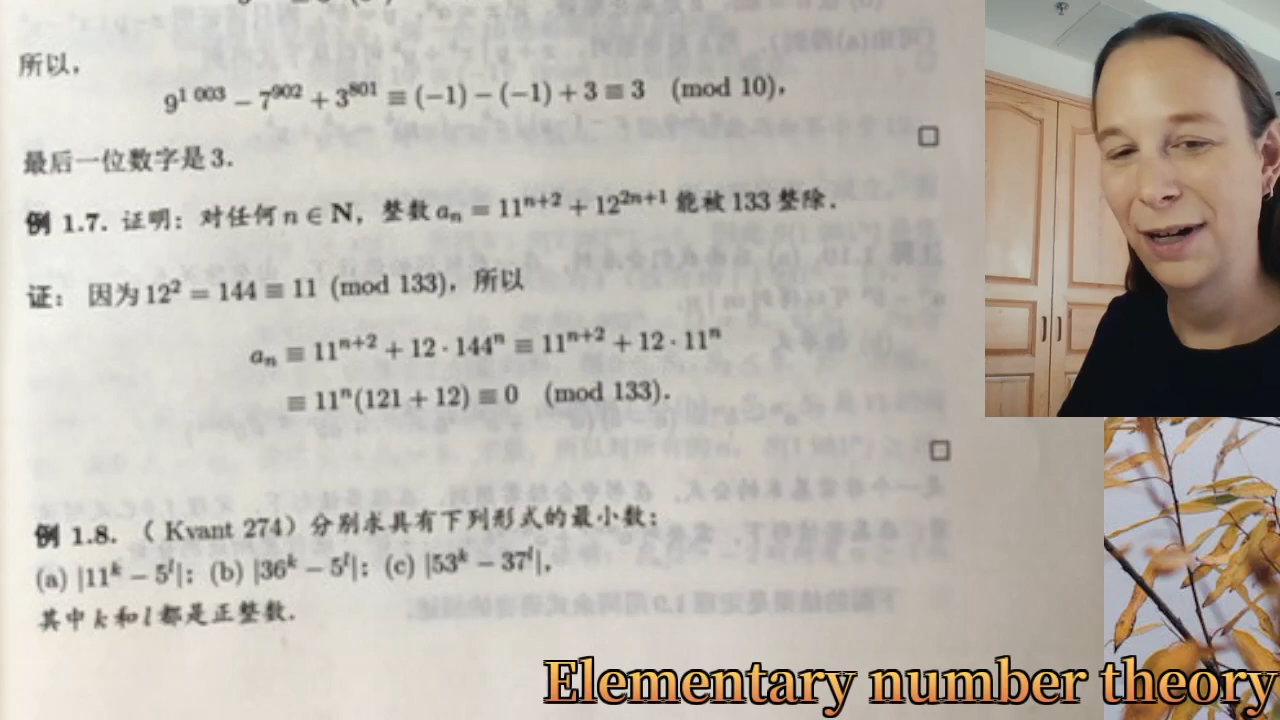 所以，
9^{1 003} − 7^{902} + 3^{801} ≡ (−1) − (−1) + 3 ≡ 3 (mod 10),
□
最后一位数字是 3.
例 1.7. 证明：对任何 n ∈ N，整数 a_n = 11^{n+2} + 12^{2n+1} 能被 133 整除.
证： 因为 12^2 = 144 ≡ 11 (mod 133)，所以
a_n ≡ 11^{n+2} + 12 · 144^n ≡ 11^{n+2} + 12 · 11^n
≡ 11^n(121 + 12) ≡ 0 (mod 133).
□
例 1.8. （Kvant 274）分别求具有下列形式的最小数：
(a) |11^k − 5^l|; (b) |36^k − 5^l|; (c) |53^k − 37^l|,
其中 k 和 l 都是正整数.
Elementary number theory